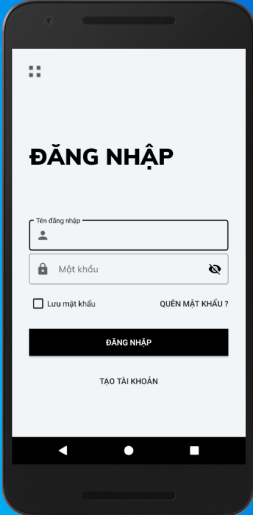 ĐĂNG NHẬP
Tên đăng nhập
Mật khẩu
Lưu mật khẩu
QUÊN MẬT KHẨU ?
ĐĂNG NHẬP
TẠO TÀI KHOẢN